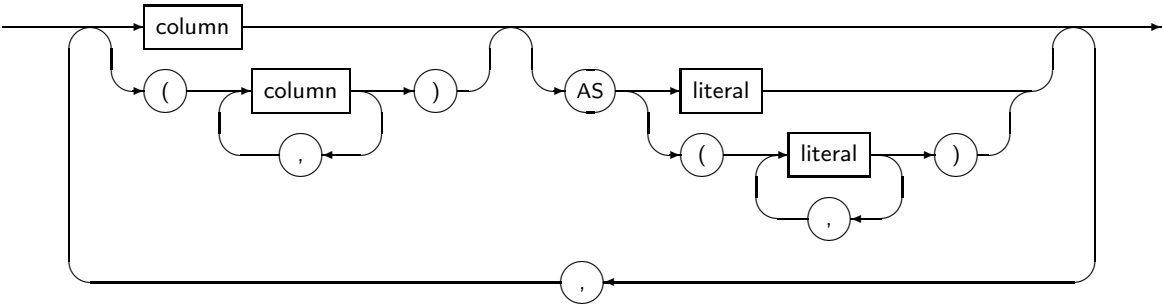 column
( column ) AS literal
, ( literal )
,
,